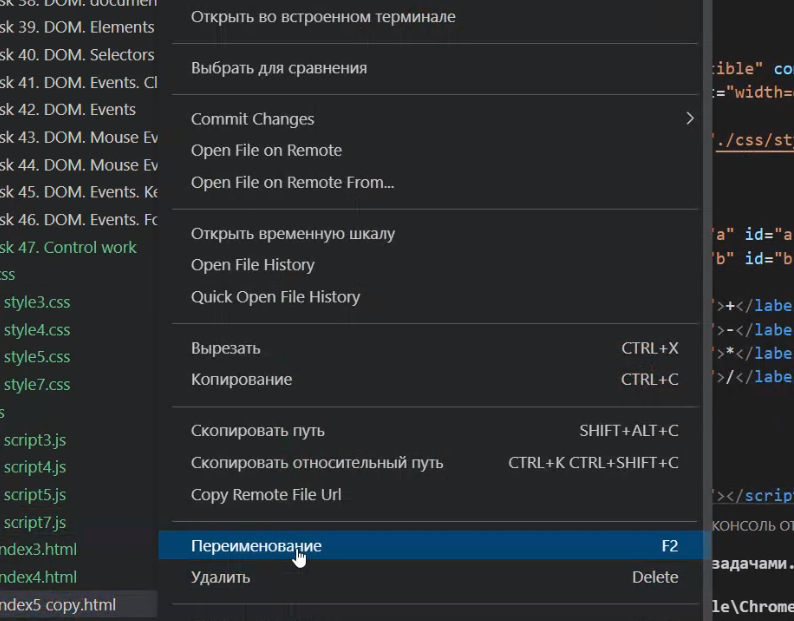 sk 38. DOM. documen
sk 39. DOM. Elements
sk 40. DOM. Selectors
sk 41. DOM. Events. Cl
sk 42. DOM. Events
sk 43. DOM. Mouse Ev
sk 44. DOM. Mouse Ev
sk 45. DOM. Events. Ke
sk 46. DOM. Events. Fo
sk 47. Control work
css
style3.css
style4.css
style5.css
style7.css
s
script3.js
script4.js
script5.js
script7.js
ndex3.html
ndex4.html
ndex5 copy.html
Открыть во встроенном терминале
Выбрать для сравнения
Commit Changes
Open File on Remote
Open File on Remote From...
Открыть временную шкалу
Open File History
Quick Open File History
Вырезать CTRL+X
Копирование CTRL+C
Скопировать путь SHIFT+ALT+C
Скопировать относительный путь CTRL+K CTRL+SHIFT+C
Copy Remote File Url
Переименование F2
Удалить Delete
tible" co
t="width=
"./css/st
"a" id="a
"b" id="b
">+</labe
">-</labe
">*</labe
">/</labe
"></scrip
КОНСОЛЬ ОТ
задачами.
le\Chrome